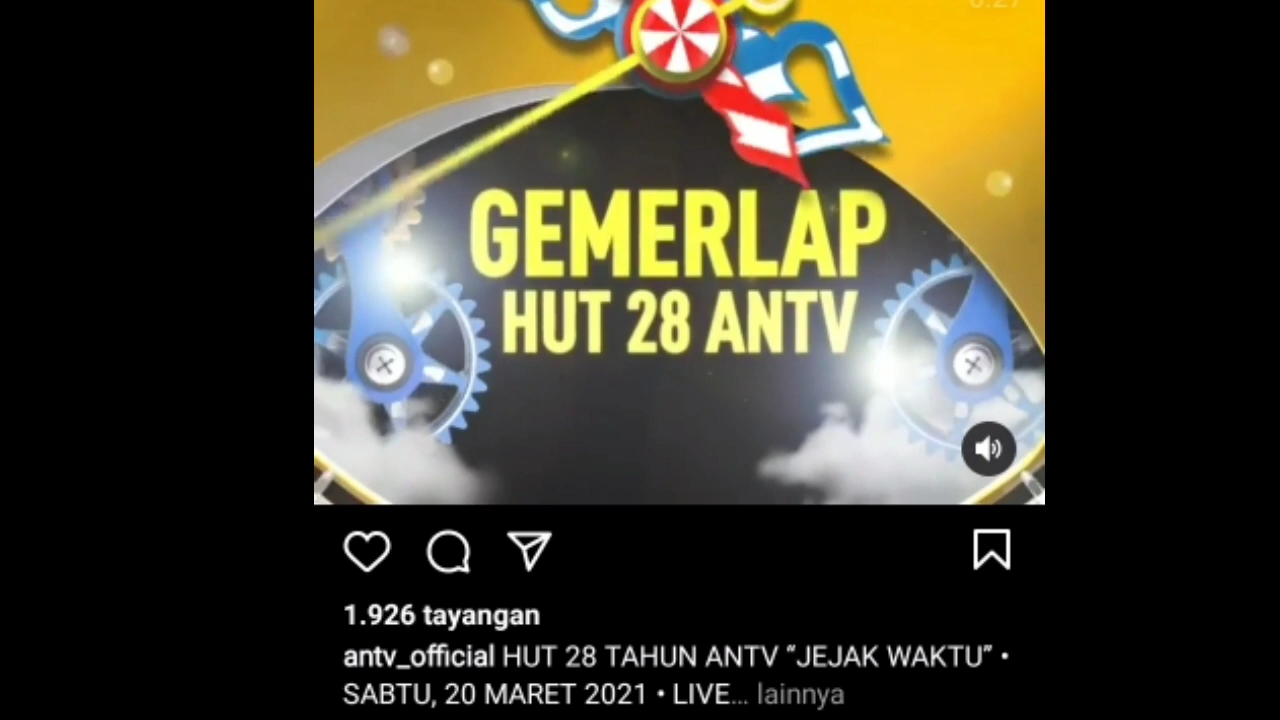 GEMERLAP
HUT 28 ANTV
1.926 tayangan
antv_official HUT 28 TAHUN ANTV “JEJAK WAKTU” •
SABTU, 20 MARET 2021 • LIVE... lainnya